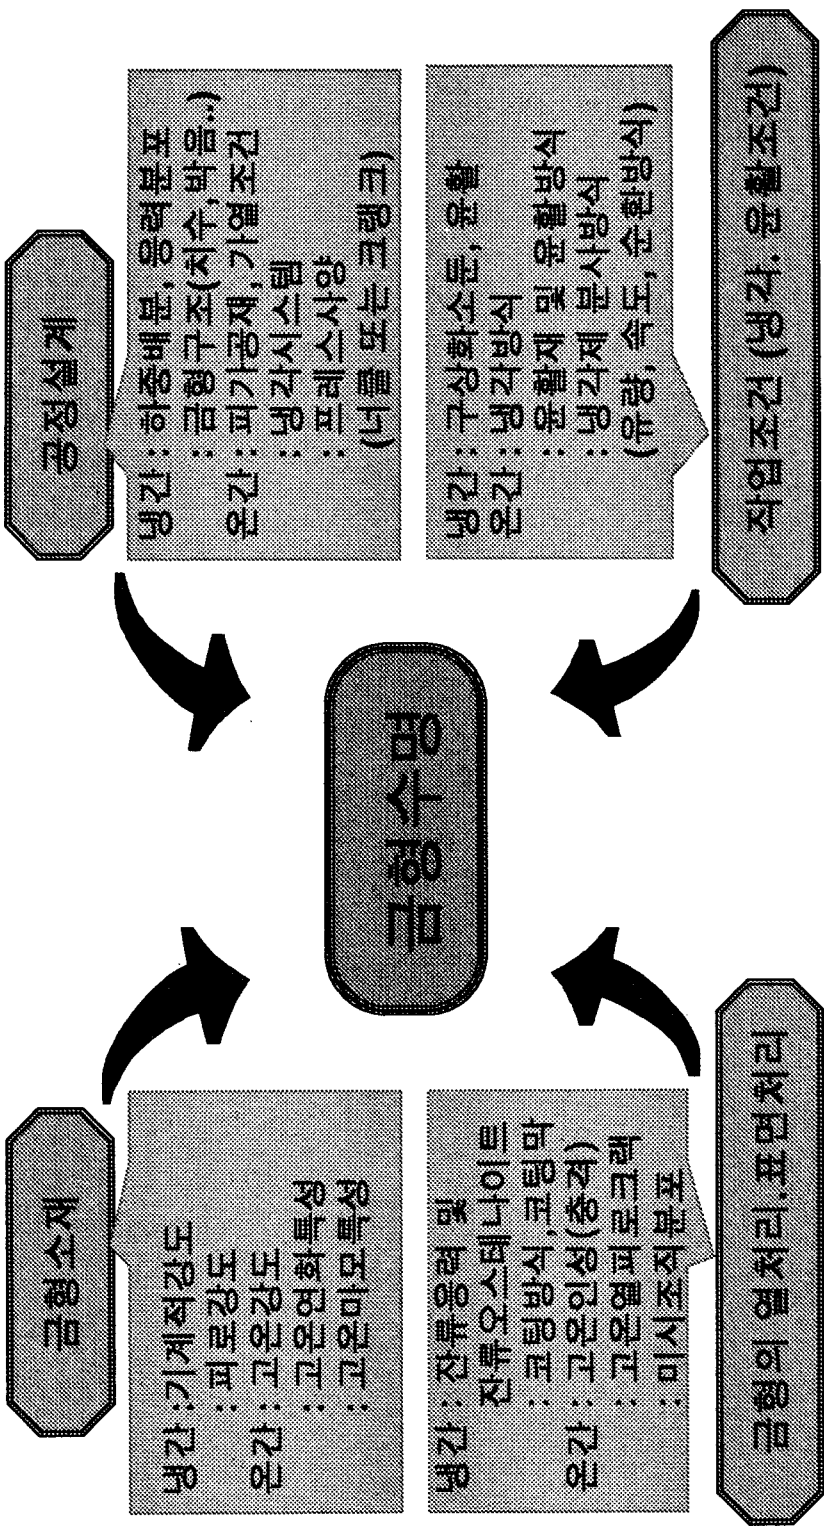 금형소재
냉간 :기계적강도
: 피로강도
온간 : 고온강도
: 고온연화특성
: 고온마모특성
공정설계
냉간 : 하중배분, 응력분포
: 금형구조(치수,박음..)
온간 : 피가공재, 가열조건
: 냉각시스템
: 프레스사양
(너클 또는 크랭크)
금형수명
냉간 : 잔류응력 및
잔류오스테나이트
: 코팅방식,코팅막
온간 : 고온인성(충격)
: 고온열피로크랙
: 미시조직분포
금형의 열처리.표면처리
냉간 : 구상화소둔, 윤활
온간 : 냉각방식
: 윤활재 및 윤활방식
: 냉각제 분사방식
(유량, 속도, 순환방식)
작업조건 (냉각. 윤활조건)